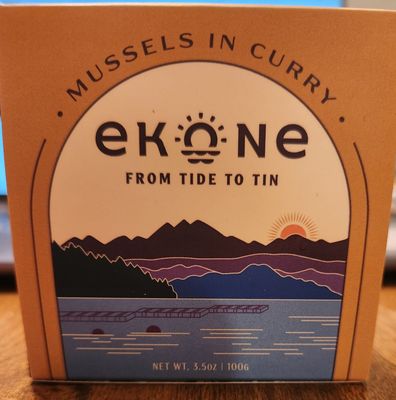 • MUSSELS IN CURRY •
EKONE
FROM TIDE TO TIN
NET WT. 3.5OZ | 100G